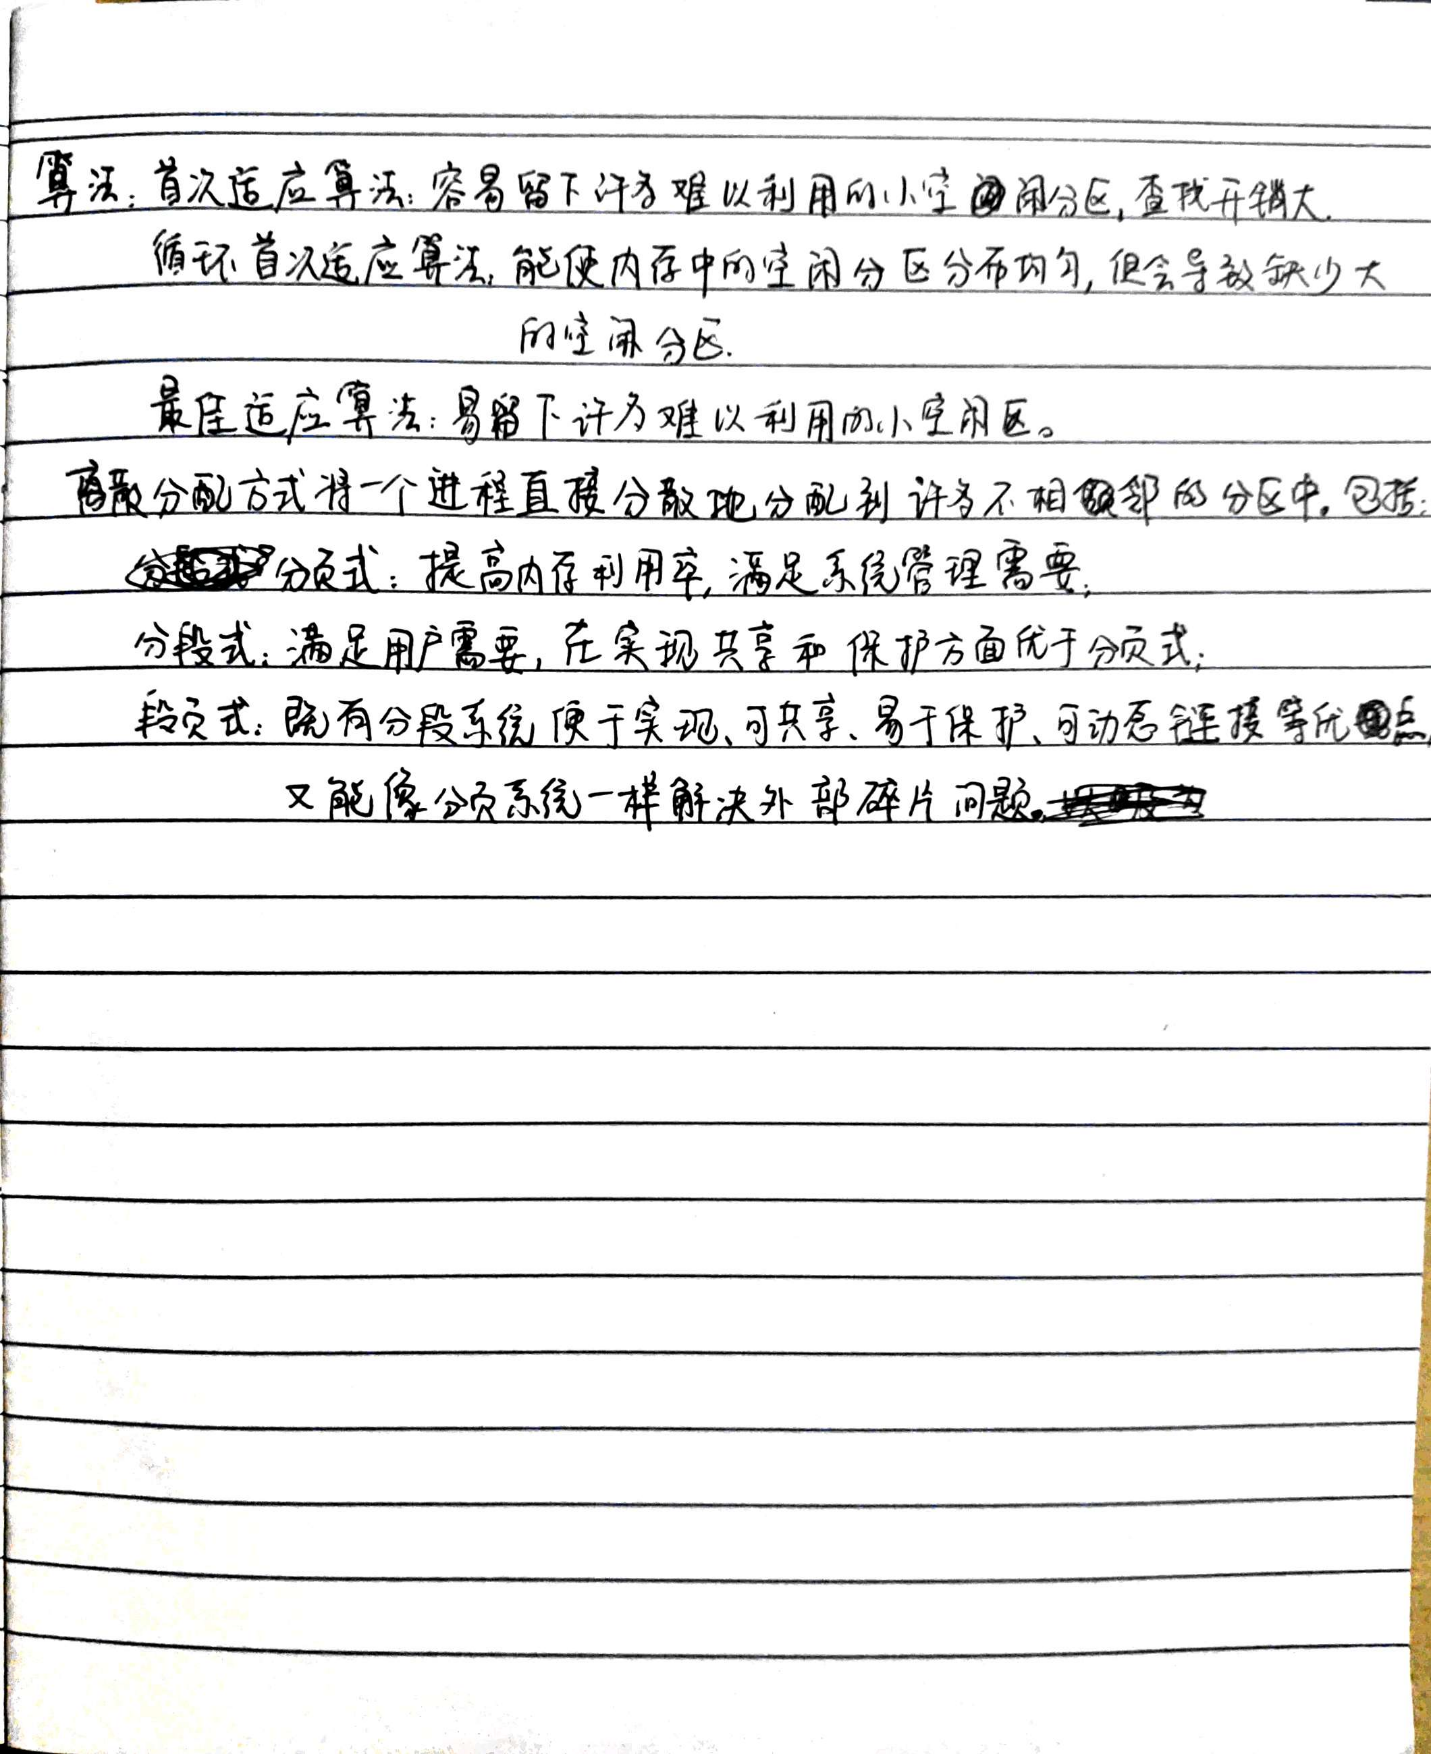 算法：首次适应算法：容易留下许多难以利用的小空闲分区，查找开销大.
循环首次适应算法：能使内存中的空闲分区分布均匀，但会导致缺少大
的空闲分区.
最佳适应算法：易留下许多难以利用的小空闲区。
离散分配方式将一个进程直接分散地分配到许多不相邻的分区中。包括：
分页式：提高内存利用率，满足系统管理需要；
分段式：满足用户需要，在实现共享和保护方面优于分页式；
段页式：既有分段系统便于实现、可共享、易于保护、可动态链接等优点，
又能像分页系统一样解决外部碎片问题。